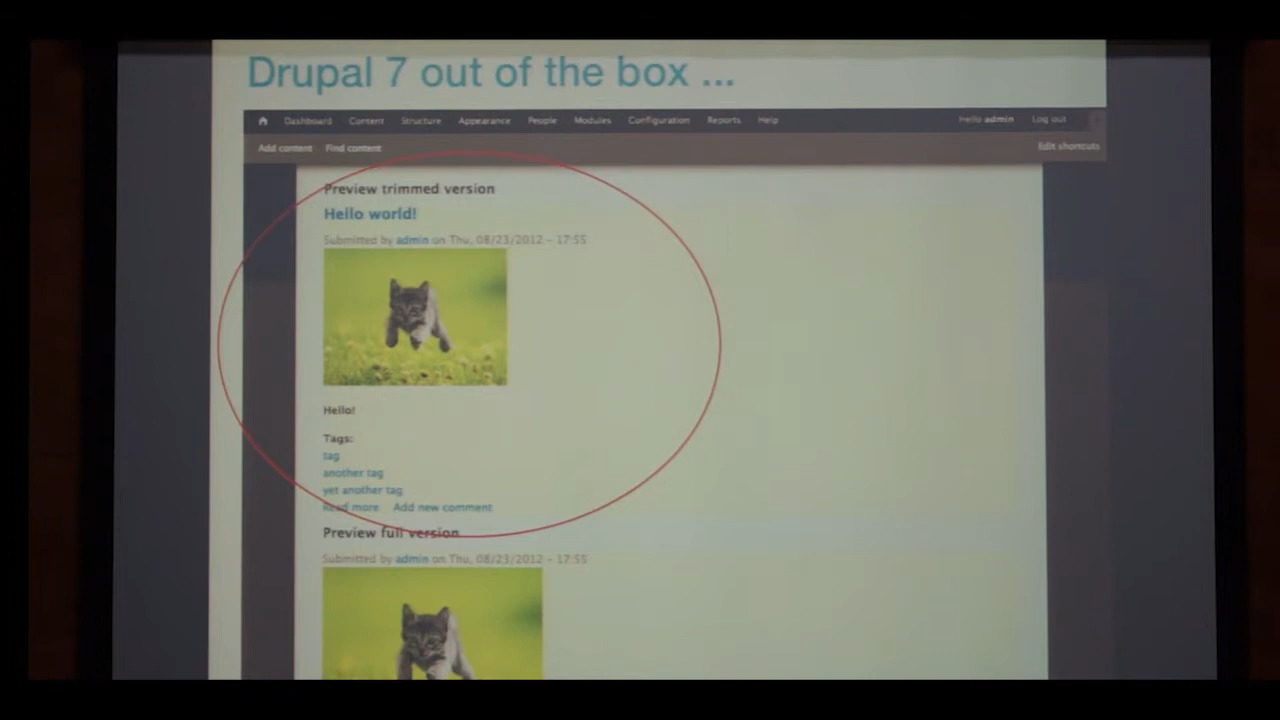 Drupal 7 out of the box ...
Dashboard Content Structure Appearance People Modules Configuration Reports Help Hello admin Log out
Add content Find content Edit shortcuts
Preview trimmed version
Hello world!
Submitted by admin on Thu, 08/23/2012 - 17:55
Hello!
Tags:
tag
another tag
yet another tag
Read more Add new comment
Preview full version
Submitted by admin on Thu, 08/23/2012 - 17:55